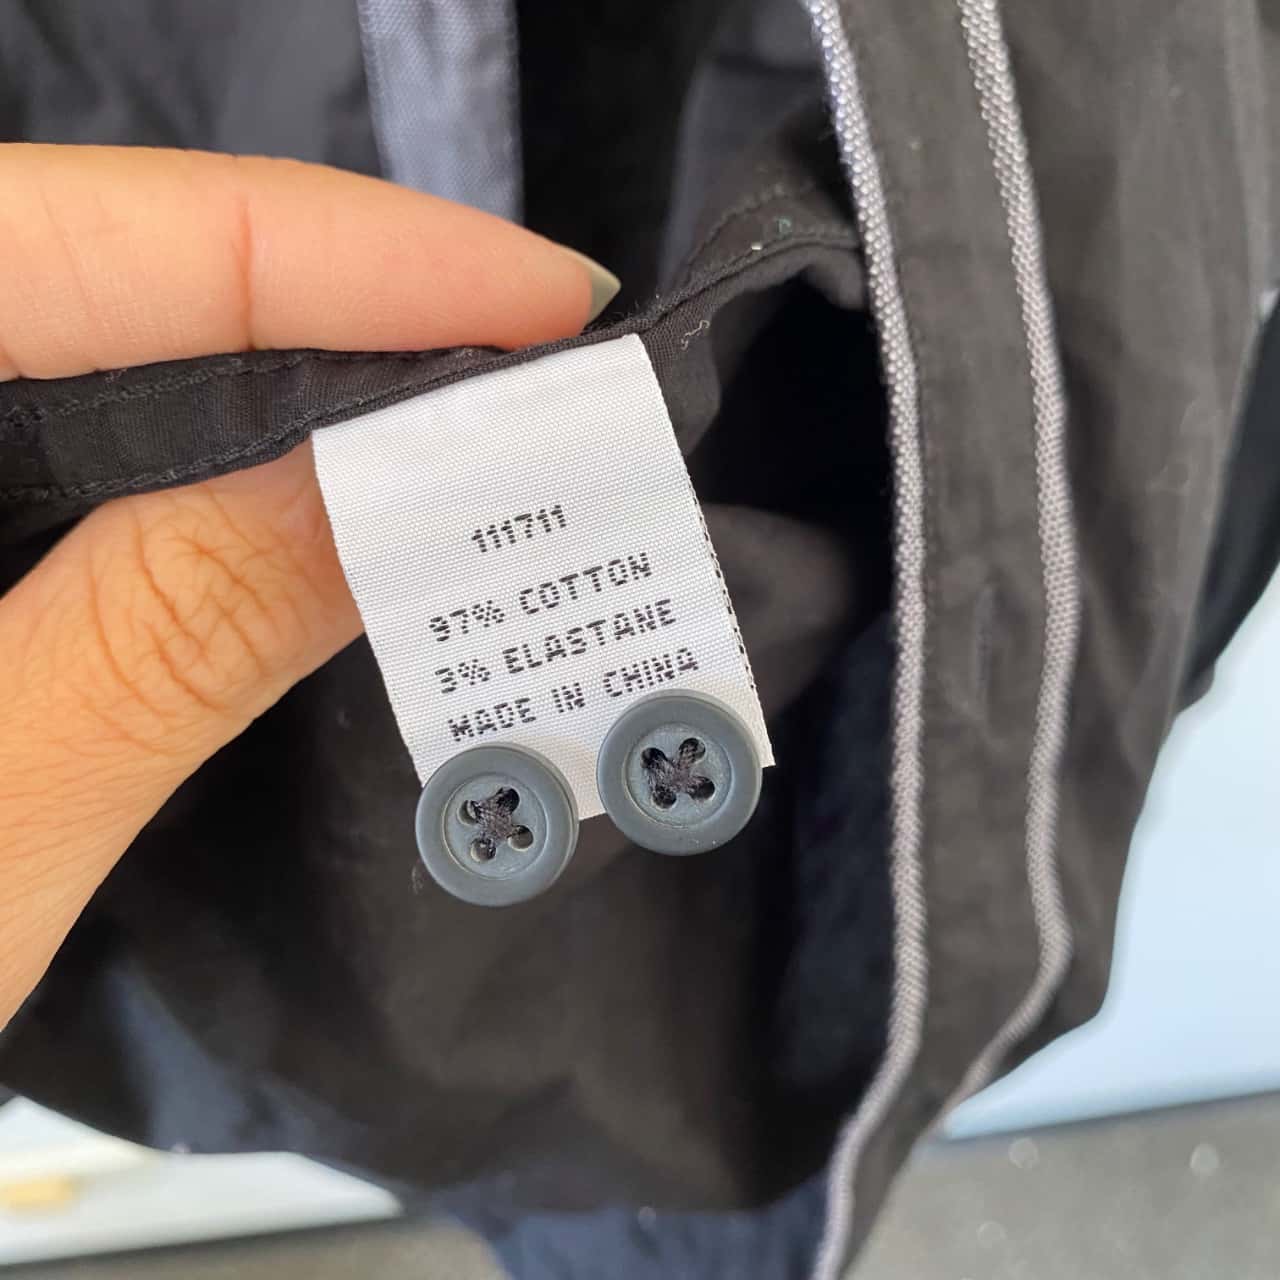 111711
97% COTTON
3% ELASTANE
MADE IN CHINA